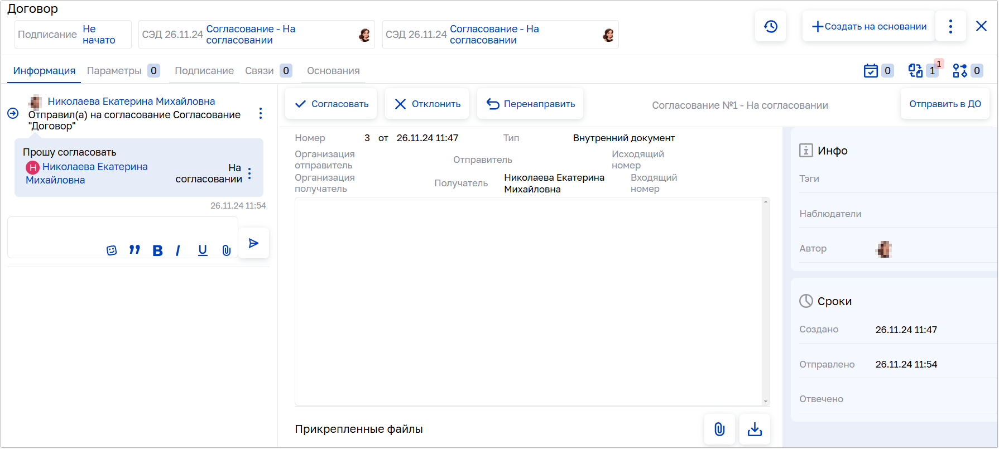 Договор
Подписание Не начато
СЭД 26.11.24 Согласование - На согласовании
СЭД 26.11.24 Согласование - На согласовании
Создать на основании
Информация Параметры 0 Подписание Связи 0 Основания
0 1 1 0
Николаева Екатерина Михайловна
Отправил(а) на согласование Согласование
"Договор"
Прошу согласовать
Н Николаева Екатерина
Михайловна
На
согласовании
26.11.24 11:54
B I U
Согласовать Отклонить Перенаправить Согласование №1 - На согласовании Отправить в ДО
Номер 3 от 26.11.24 11:47 Тип Внутренний документ
Организация отправитель Отправитель Исходящий номер
Организация получатель Получатель Николаева Екатерина Михайловна Входящий номер
Прикрепленные файлы
Инфо
Тэги
Наблюдатели
Автор
Сроки
Создано 26.11.24 11:47
Отправлено 26.11.24 11:54
Отвечено